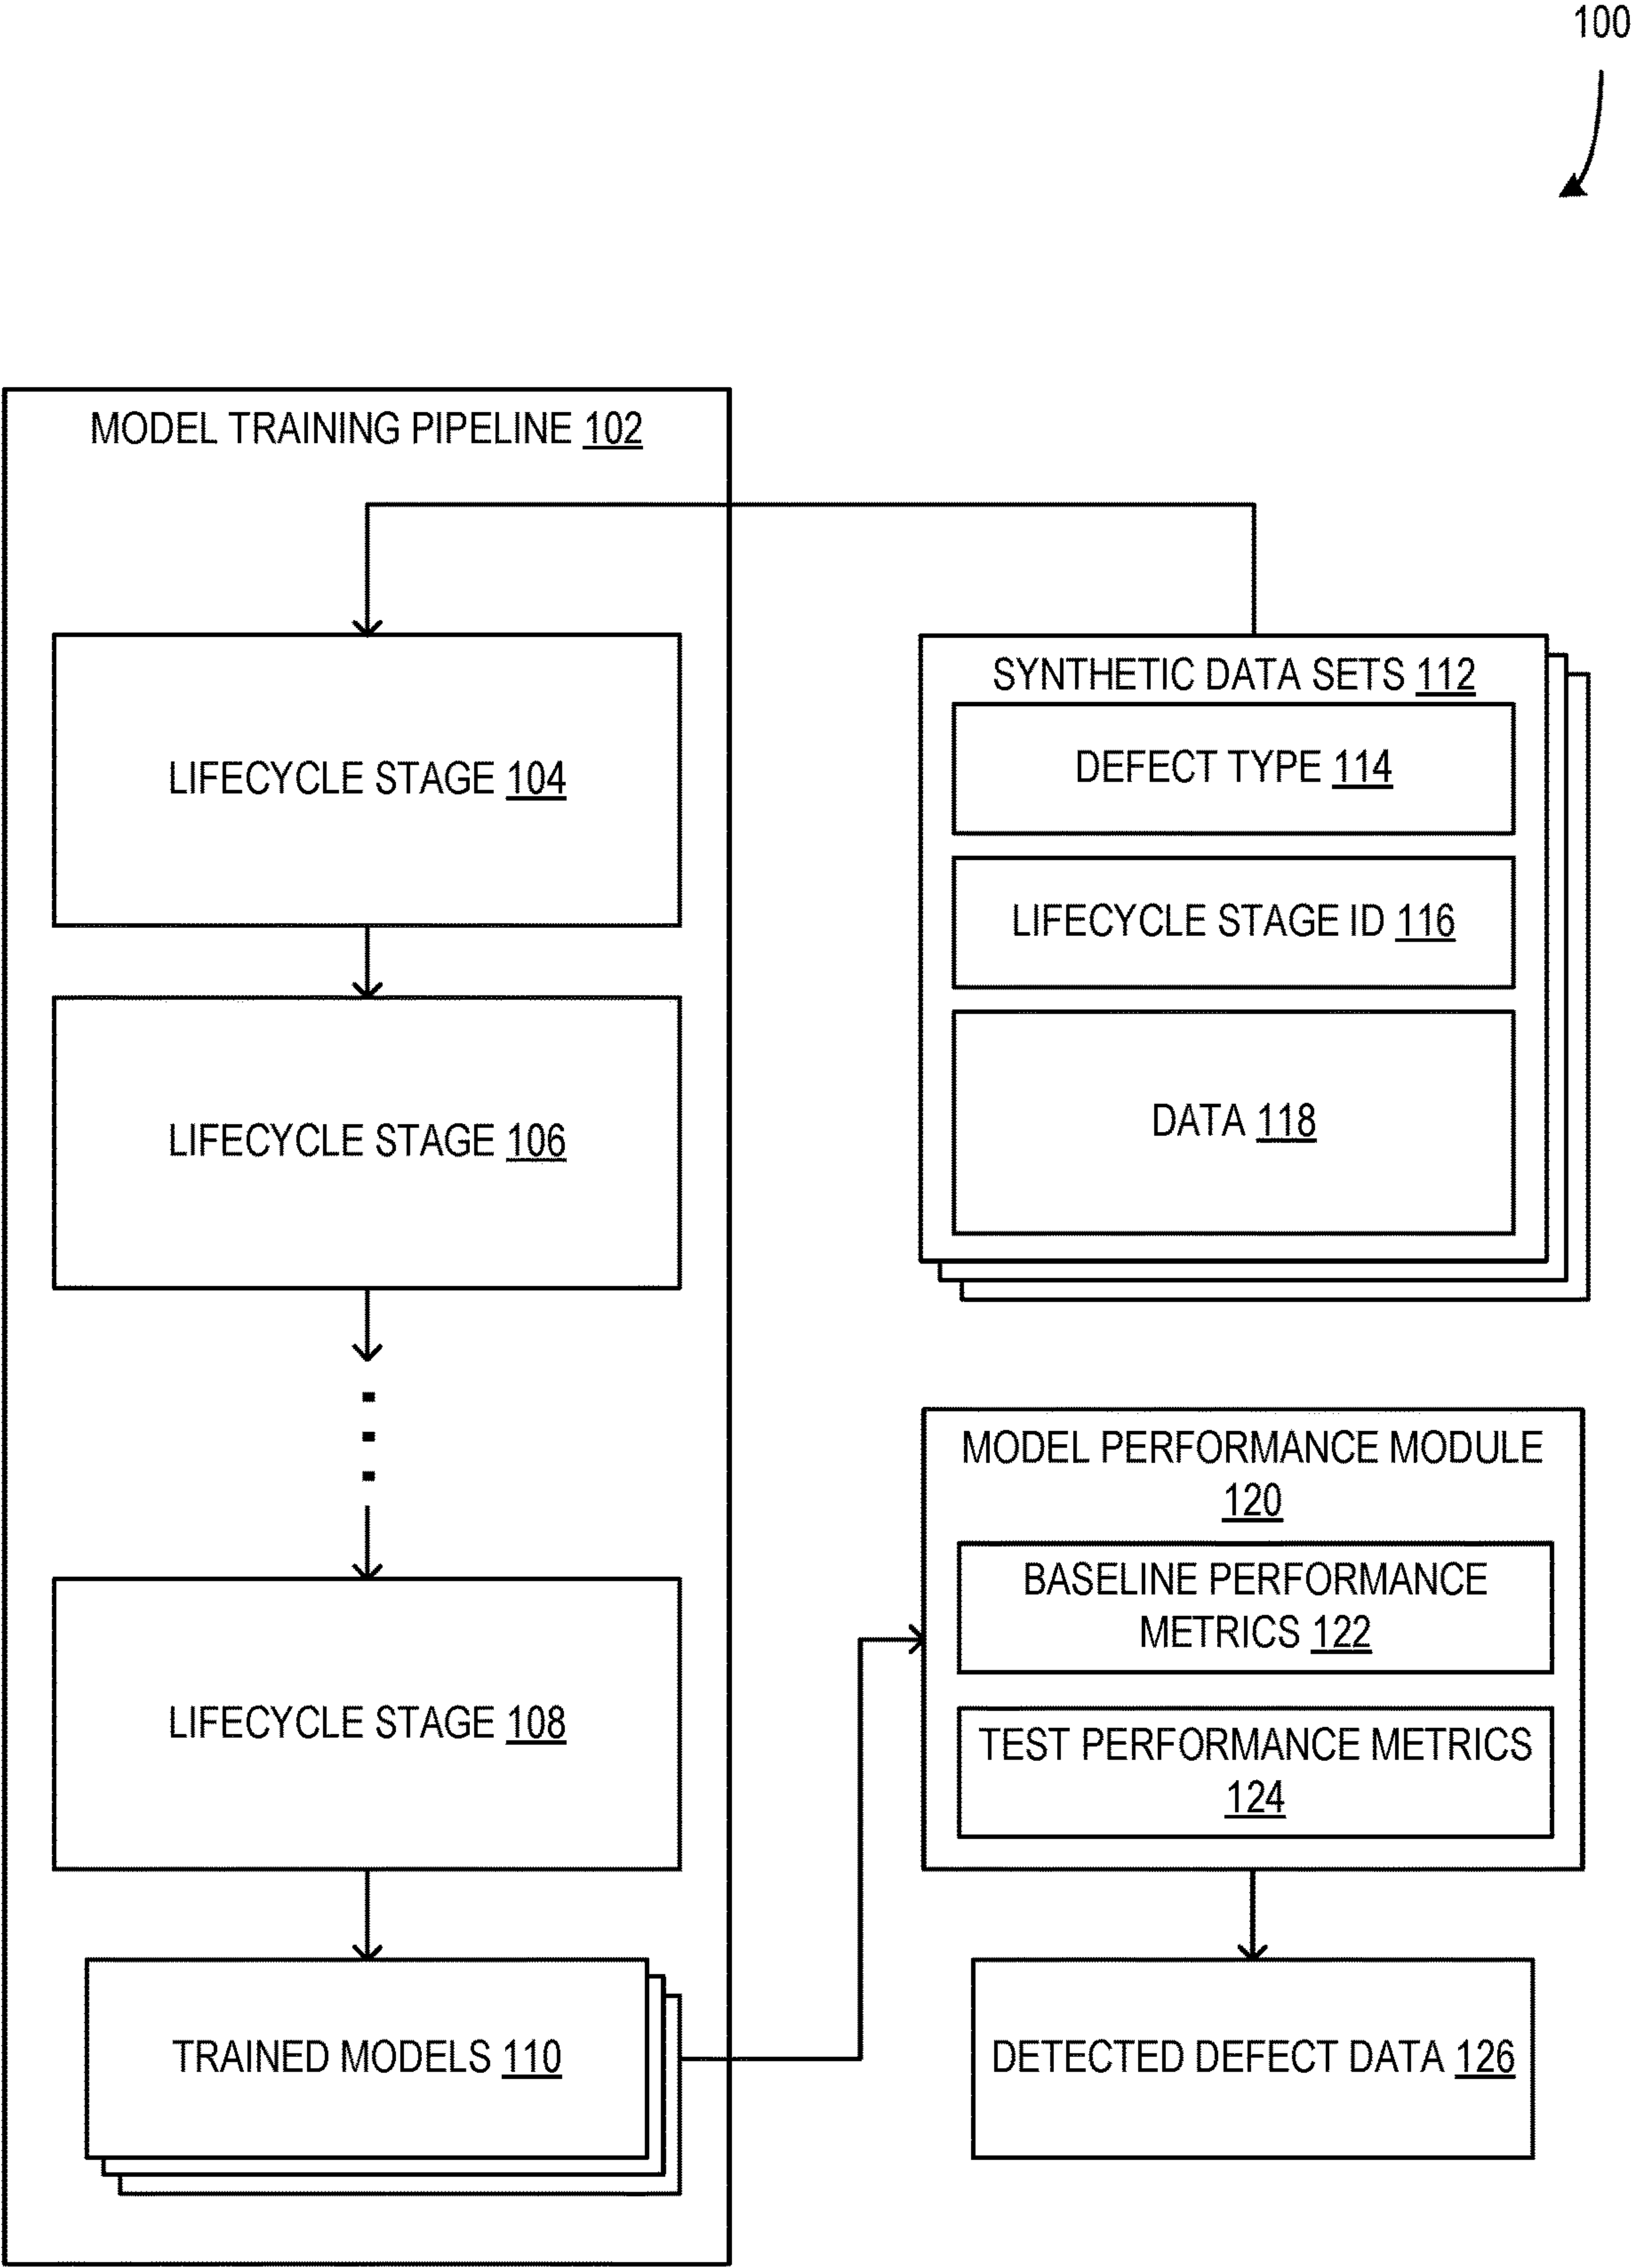 100
MODEL TRAINING PIPELINE 102
LIFECYCLE STAGE 104
LIFECYCLE STAGE 106
LIFECYCLE STAGE 108
TRAINED MODELS 110
SYNTHETIC DATA SETS 112
DEFECT TYPE 114
LIFECYCLE STAGE ID 116
DATA 118
MODEL PERFORMANCE MODULE
120
BASELINE PERFORMANCE
METRICS 122
TEST PERFORMANCE METRICS
124
DETECTED DEFECT DATA 126